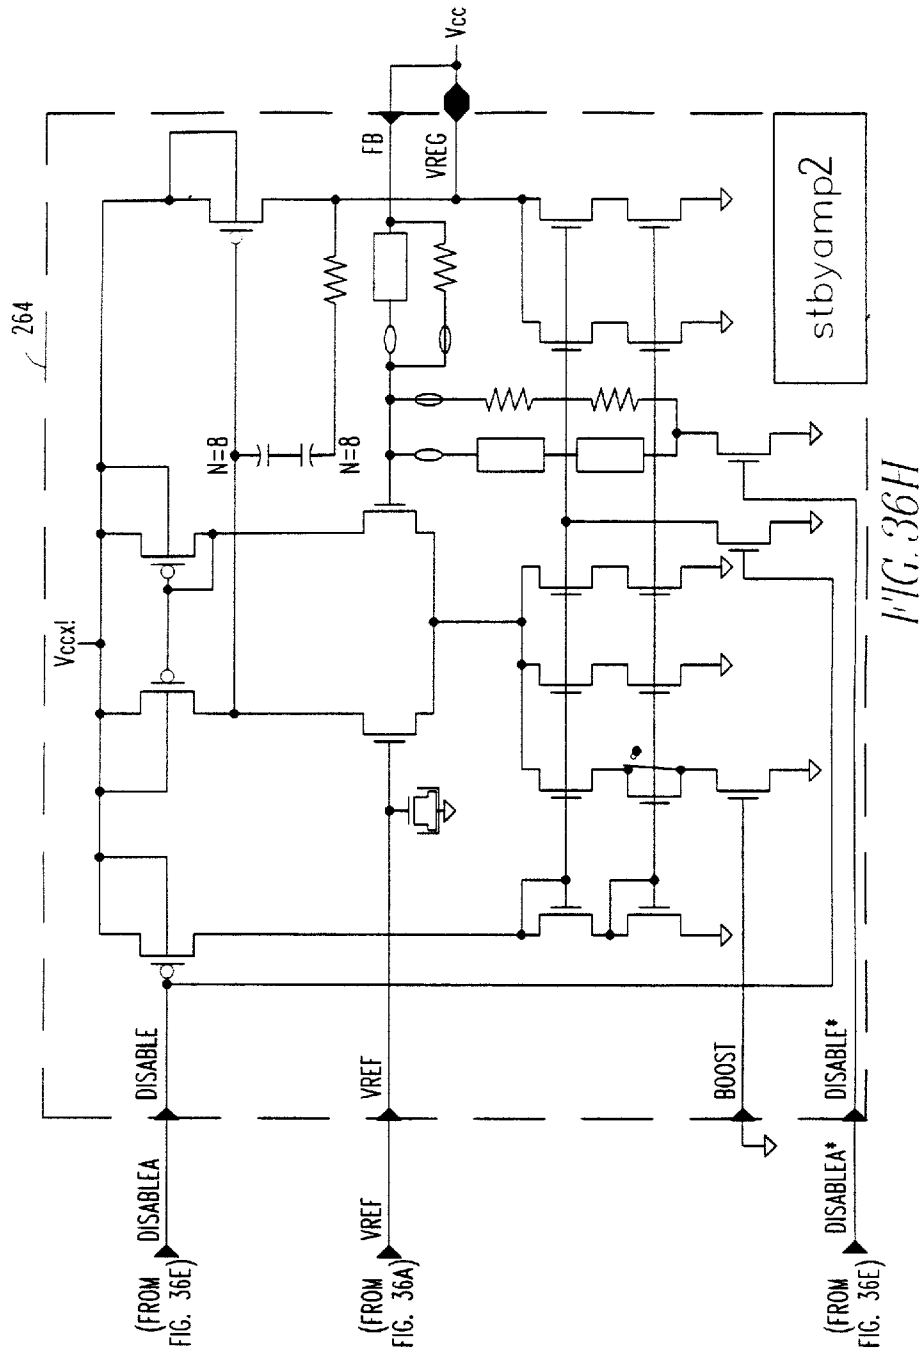 264
Vccx!
N=8
N=8
FB
VREG
Vcc
DISABLE
DISABLEA
(FROM
FIG. 36E)
VREF
VREF
(FROM
FIG. 36A)
BOOST
DISABLE*
DISABLEA*
(FROM
FIG. 36E)
stbyamp2
FIG. 36H